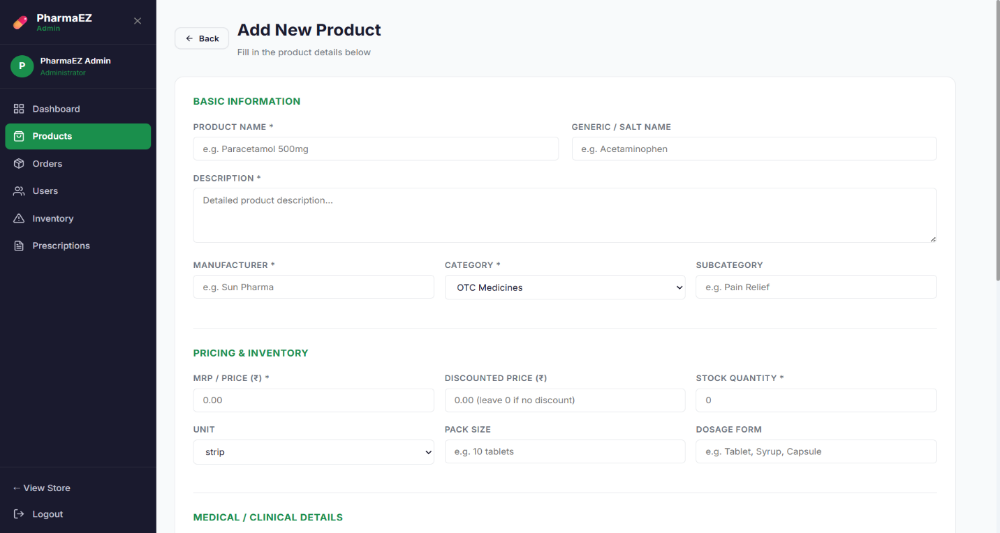 PharmaEZ
Admin
P
PharmaEZ Admin
Administrator
Dashboard
Products
Orders
Users
Inventory
Prescriptions
← View Store
Logout
← Back
Add New Product
Fill in the product details below
BASIC INFORMATION
PRODUCT NAME *
GENERIC / SALT NAME
e.g. Paracetamol 500mg
e.g. Acetaminophen
DESCRIPTION *
Detailed product description...
MANUFACTURER *
CATEGORY *
SUBCATEGORY
e.g. Sun Pharma
OTC Medicines
e.g. Pain Relief
PRICING & INVENTORY
MRP / PRICE (₹) *
DISCOUNTED PRICE (₹)
STOCK QUANTITY *
0.00
0.00 (leave 0 if no discount)
0
UNIT
PACK SIZE
DOSAGE FORM
strip
e.g. 10 tablets
e.g. Tablet, Syrup, Capsule
MEDICAL / CLINICAL DETAILS